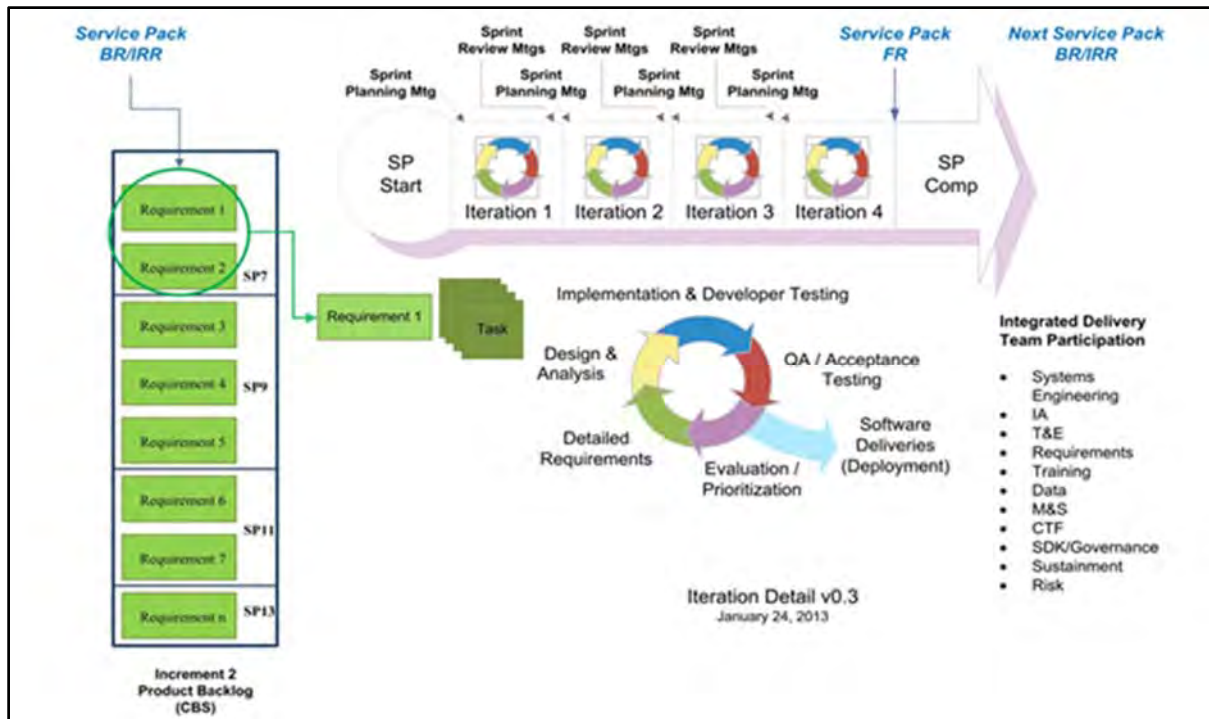 Service Pack
BR/IRR
Sprint
Review Mtgs
Sprint
Review Mtgs
Sprint
Review Mtgs
Service Pack
FR
Next Service Pack
BR/IRR
Sprint
Planning Mtg
Sprint
Planning Mtg
Sprint
Planning Mtg
Sprint
Planning Mtg
SP
Start
Iteration 1
Iteration 2
Iteration 3
Iteration 4
SP
Comp
Requirement 1
Requirement 2
SP7
Requirement 3
Requirement 4
SP9
Requirement 5
Requirement 6
SP11
Requirement 7
Requirement n
SP13
Increment 2
Product Backlog
(CBS)
Requirement 1
Task
Implementation & Developer Testing
Design &
Analysis
QA / Acceptance
Testing
Detailed
Requirements
Evaluation /
Prioritization
Software
Deliveries
(Deployment)
Iteration Detail v0.3
January 24, 2013
Integrated Delivery
Team Participation
• Systems
Engineering
• IA
• T&E
• Requirements
• Training
• Data
• M&S
• CTF
• SDK/Governance
• Sustainment
• Risk